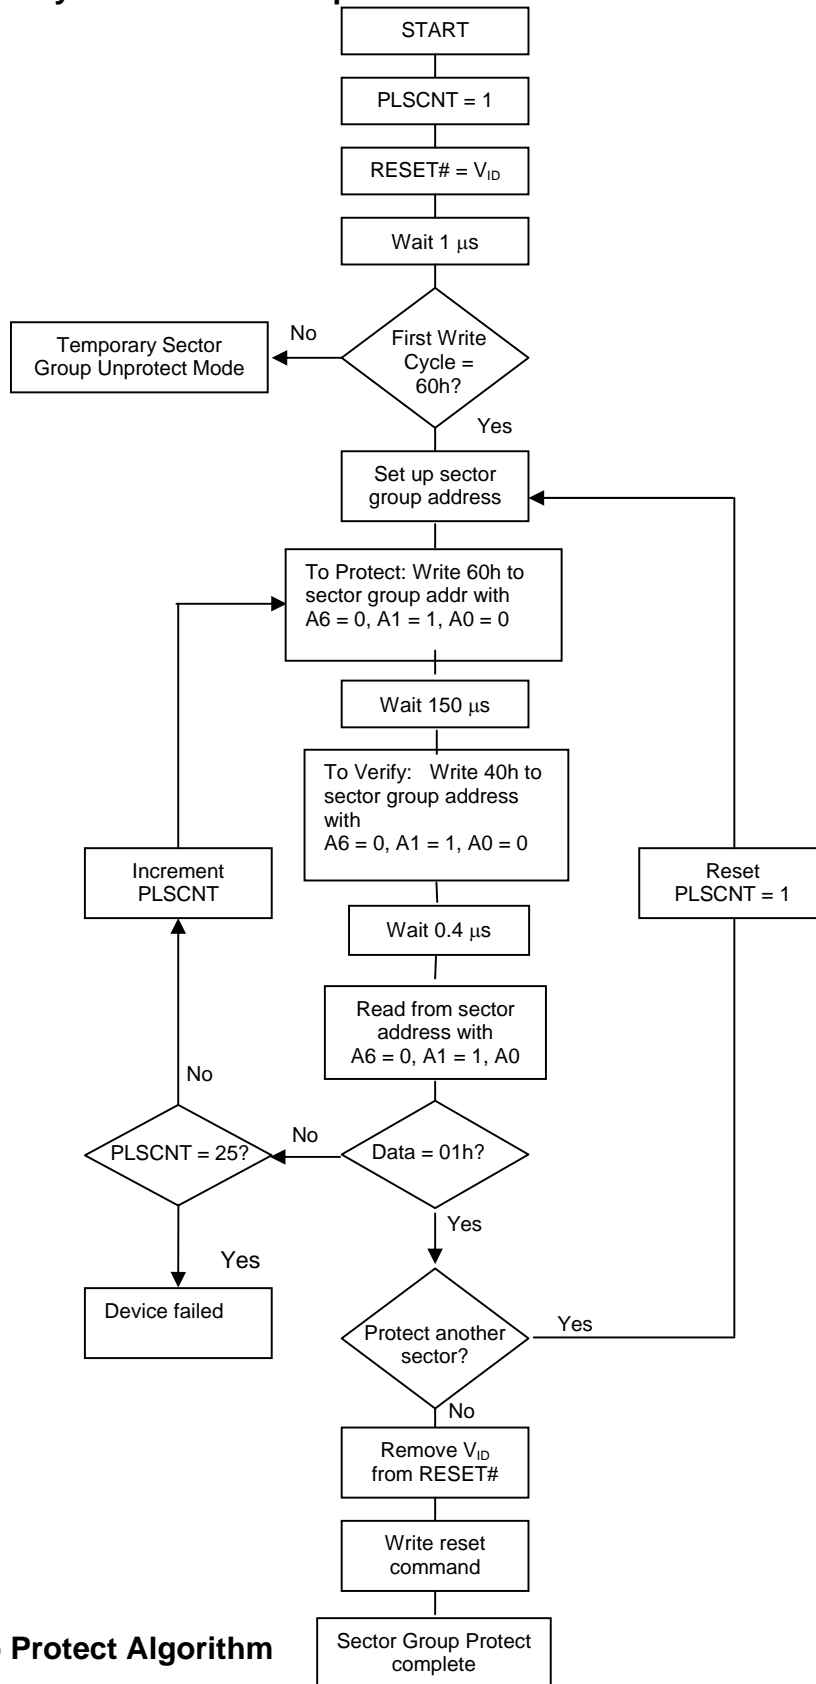 START
PLSCNT = 1
RESET# = VID
Wait 1 μs
First Write
Cycle =
60h?
No
Temporary Sector
Group Unprotect Mode
Yes
Set up sector
group address
To Protect: Write 60h to
sector group addr with
A6 = 0, A1 = 1, A0 = 0
Wait 150 μs
To Verify: Write 40h to
sector group address
with
A6 = 0, A1 = 1, A0 = 0
Increment
PLSCNT
Reset
PLSCNT = 1
Wait 0.4 μs
Read from sector
address with
A6 = 0, A1 = 1, A0
No
PLSCNT = 25?
No
Data = 01h?
Yes
Yes
Device failed
Protect another
sector?
Yes
No
Remove VID
from RESET#
Write reset
command
Sector Group Protect
complete
Protect Algorithm